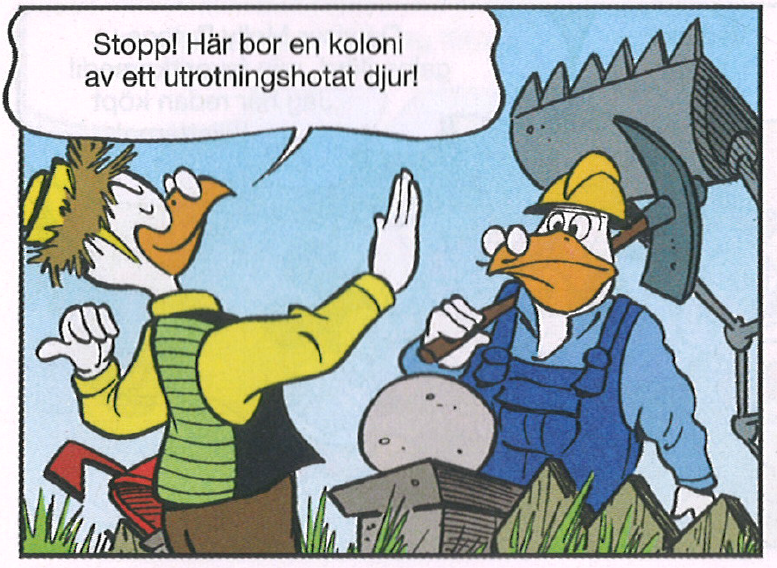 Stopp! Här bor en koloni
av ett utrotningshotat djur!